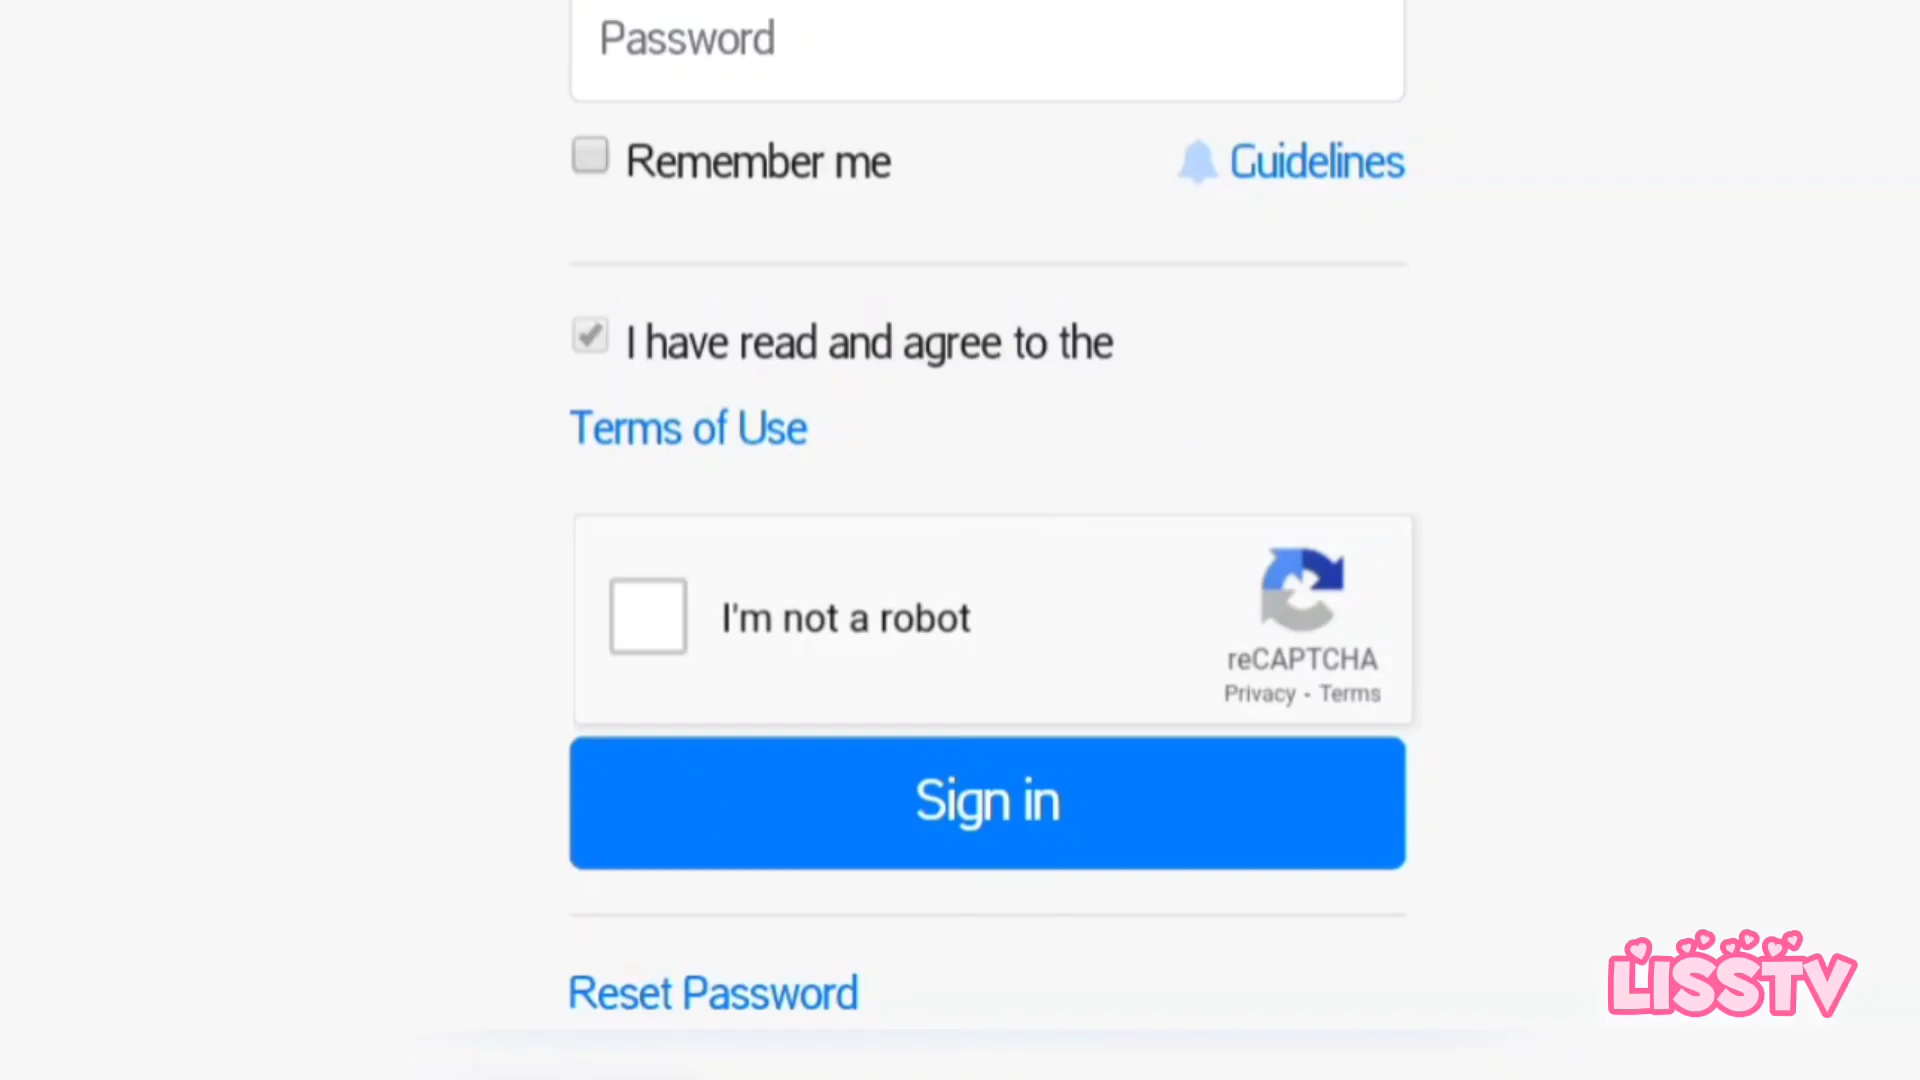 Password
Remember me
Guidelines
I have read and agree to the
Terms of Use
I'm not a robot
reCAPTCHA
Privacy - Terms
Sign in
Reset Password
LISSTV